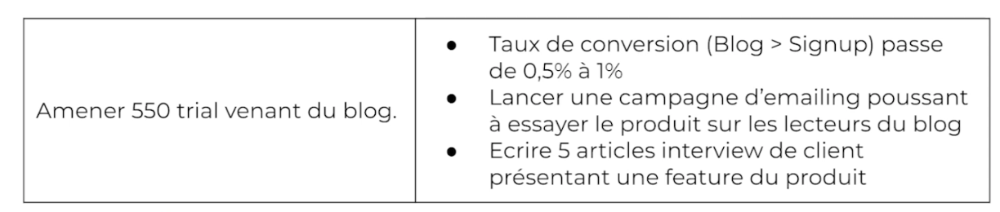 Amener 550 trial venant du blog.
● Taux de conversion (Blog > Signup) passe
de 0,5% à 1%
● Lancer une campagne d’emailing poussant
à essayer le produit sur les lecteurs du blog
● Ecrire 5 articles interview de client
présentant une feature du produit